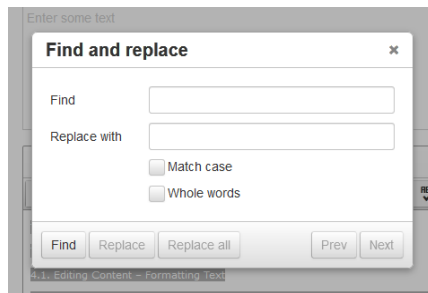 Enter some text
Find and replace ×
Find
Replace with
Match case
Whole words
Find Replace Replace all Prev Next
4.1. Editing Content – Formatting Text